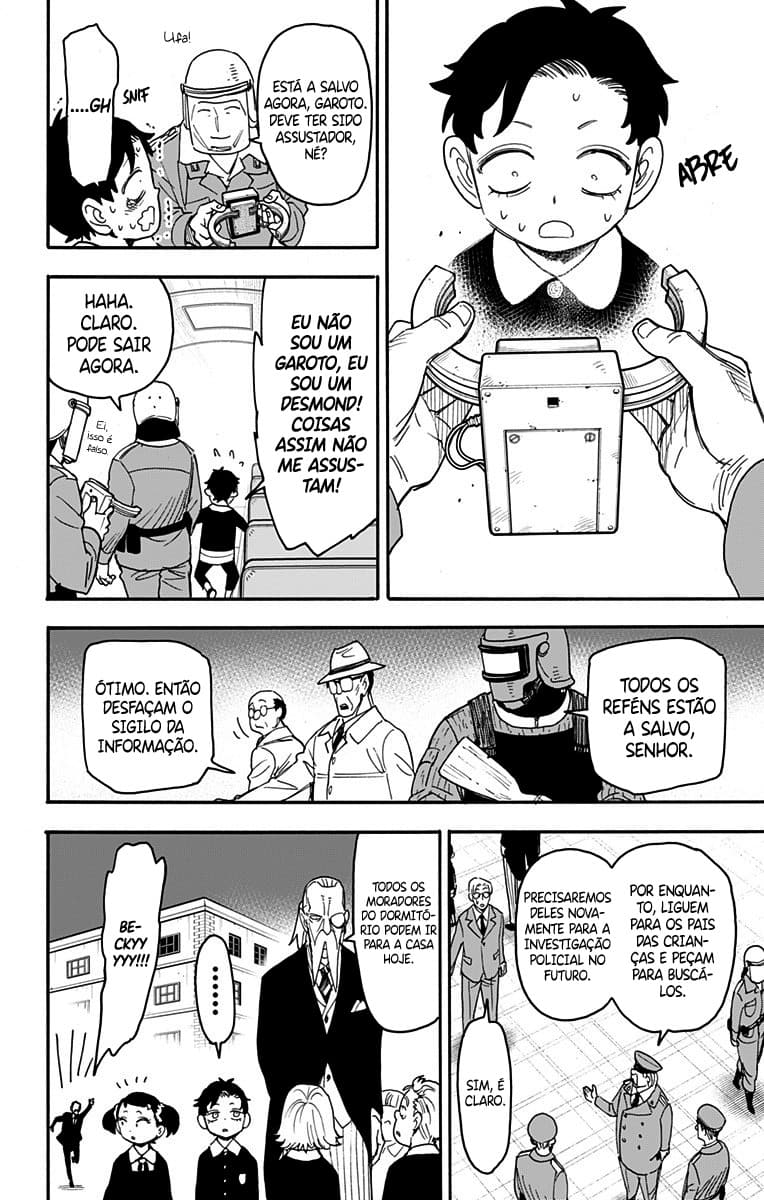 ABRE
Ufa!
ESTÁ A SALVO
AGORA, GAROTO.
DEVE TER SIDO
ASSUSTADOR,
NÉ?
SNIF
....GH
EU NÃO
SOU UM
GAROTO, EU
SOU UM
DESMOND!
COISAS
ASSIM NÃO
ME ASSUS-
TAM!
HAHA.
CLARO.
PODE SAIR
AGORA.
Ei,
isso é
falso.
TODOS OS
REFÉNS ESTÃO
A SALVO,
SENHOR.
ÓTIMO. ENTÃO
DESFAÇAM O
SIGILO DA
INFORMAÇÃO.
POR ENQUAN-
TO, LIGUEM
PARA OS PAIS
DAS CRIAN-
ÇAS E PEÇAM
PARA BUSCÁ-
LOS.
PRECISAREMOS
DELES NOVA-
MENTE PARA A
INVESTIGAÇÃO
POLICIAL NO
FUTURO.
SIM, É
CLARO.
TODOS OS
MORADORES
DO DORMITÓ-
RIO PODEM IR
PARA A CASA
HOJE.
......
BE-
CKYY
YYY!!!